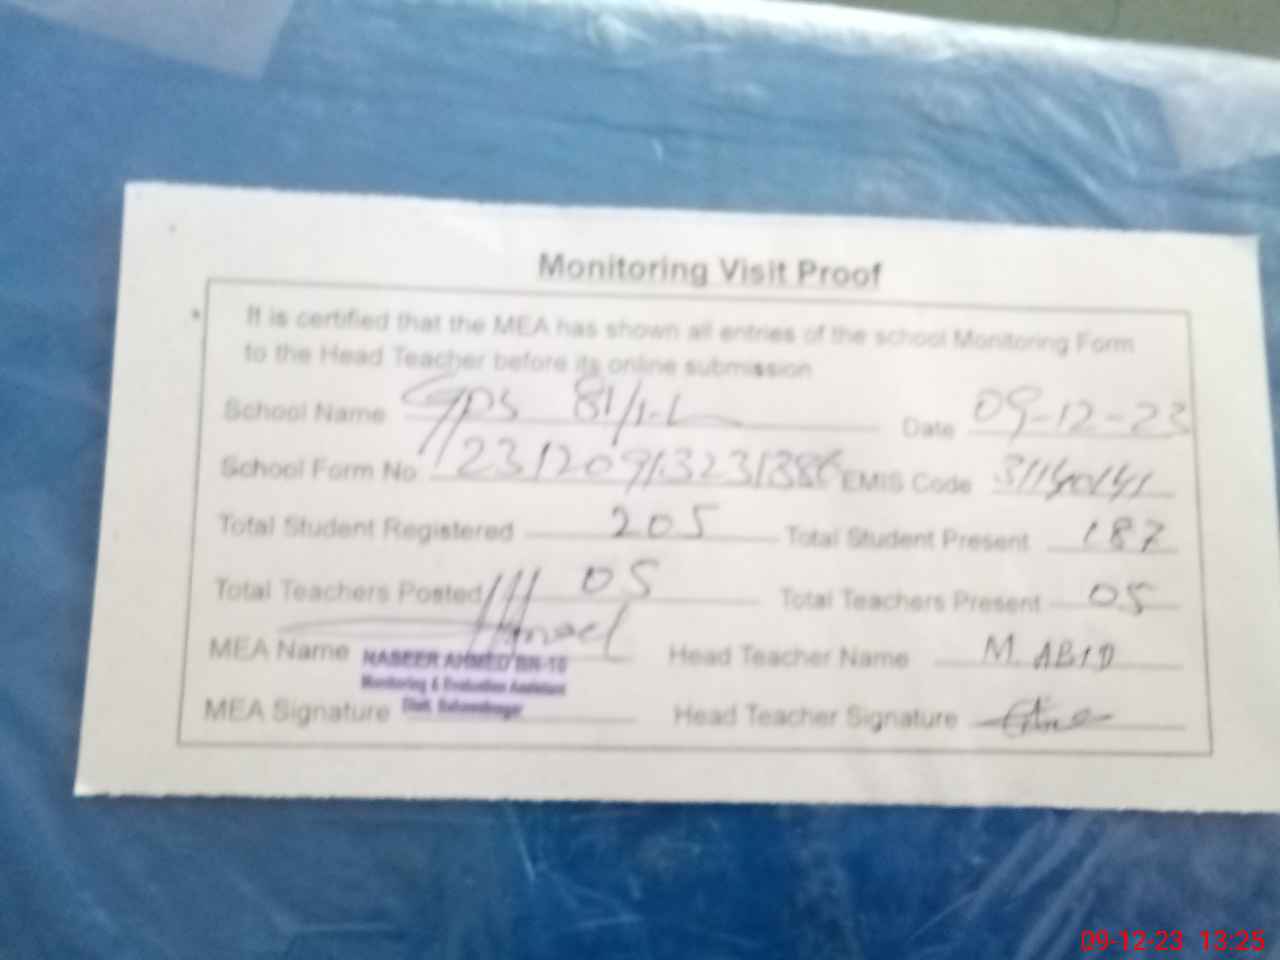 Monitoring Visit Proof
It is certified that the MEA has shown all entries of the school Monitoring Form
to the Head Teacher before its online submission
School Name GPS 81/1-L Date 09-12-23
School Form No EMIS Code 31140141
Total Student Registered 205 Total Student Present 187
Total Teachers Posted 05 Total Teachers Present 05
MEA Name Head Teacher Name M. ABID
NASEER AHMED BN-16
Monitoring & Evaluation Assistant
MEA Signature Distt. Bahawalnagar Head Teacher Signature
09-12-23 13:25